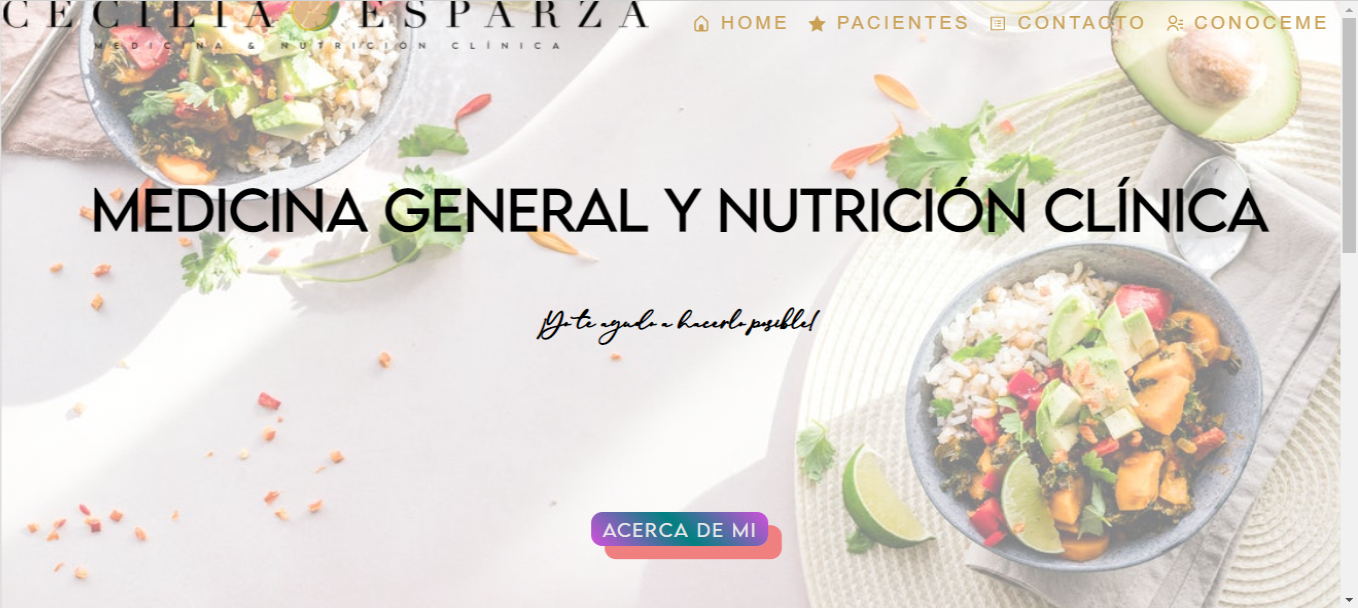 CECILIA ESPARZA
MEDICINA & NUTRICIÓN CLÍNICA
HOME PACIENTES CONTACTO CONOCEME
MEDICINA GENERAL Y NUTRICIÓN CLÍNICA
¡Yo te ayudo a hacerlo posible!
ACERCA DE MI